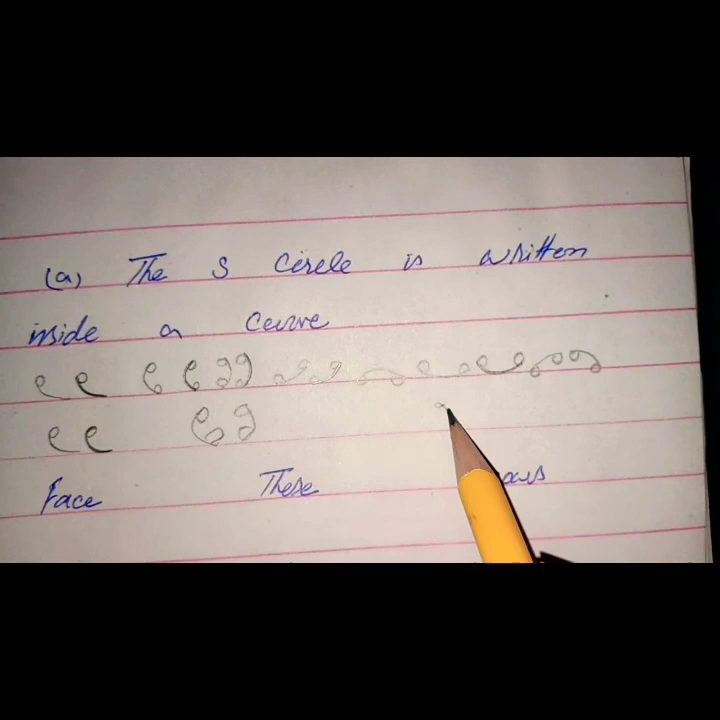 (a) The S Circle is written
inside a Curve
Face These